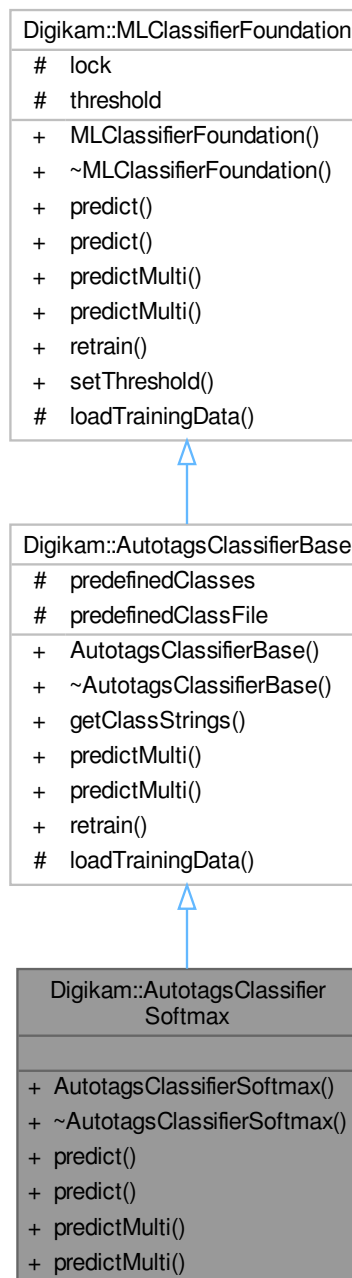 Digikam::MLClassifierFoundation
# lock
# threshold
+ MLClassifierFoundation()
+ ~MLClassifierFoundation()
+ predict()
+ predict()
+ predictMulti()
+ predictMulti()
+ retrain()
+ setThreshold()
# loadTrainingData()
Digikam::AutotagsClassifierBase
# predefinedClasses
# predefinedClassFile
+ AutotagsClassifierBase()
+ ~AutotagsClassifierBase()
+ getClassStrings()
+ predictMulti()
+ predictMulti()
+ retrain()
# loadTrainingData()
Digikam::AutotagsClassifier
Softmax
+ AutotagsClassifierSoftmax()
+ ~AutotagsClassifierSoftmax()
+ predict()
+ predict()
+ predictMulti()
+ predictMulti()